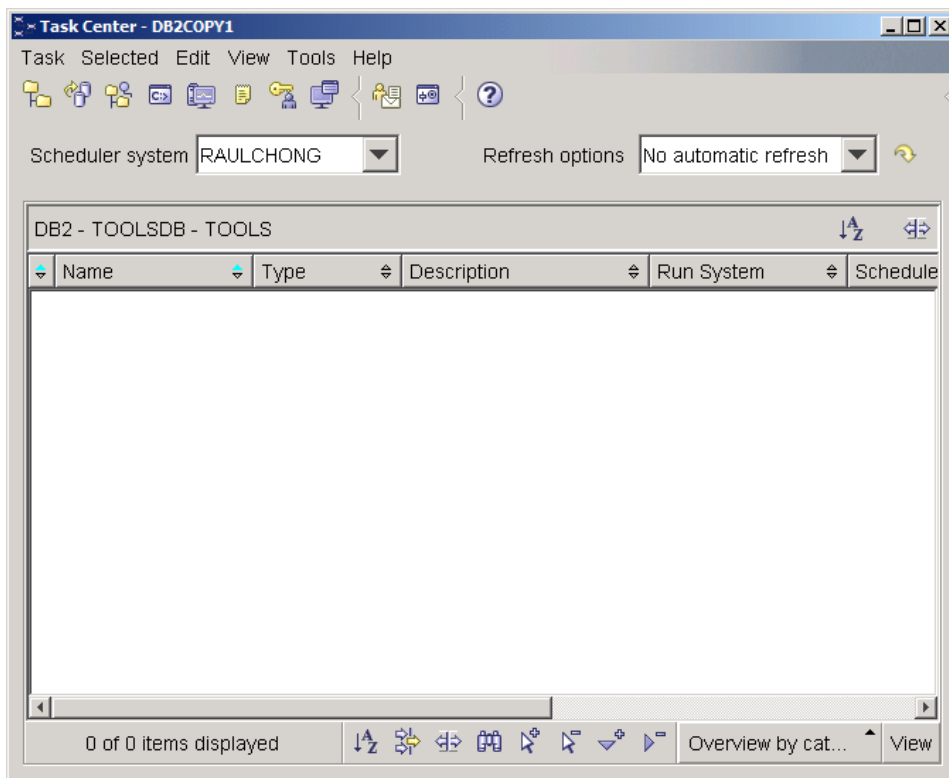 Task Center - DB2COPY1
Task Selected Edit View Tools Help
Scheduler system RAULCHONG Refresh options No automatic refresh
DB2 - TOOLSDB - TOOLS
Name Type Description Run System Schedule
0 of 0 items displayed Overview by cat... View